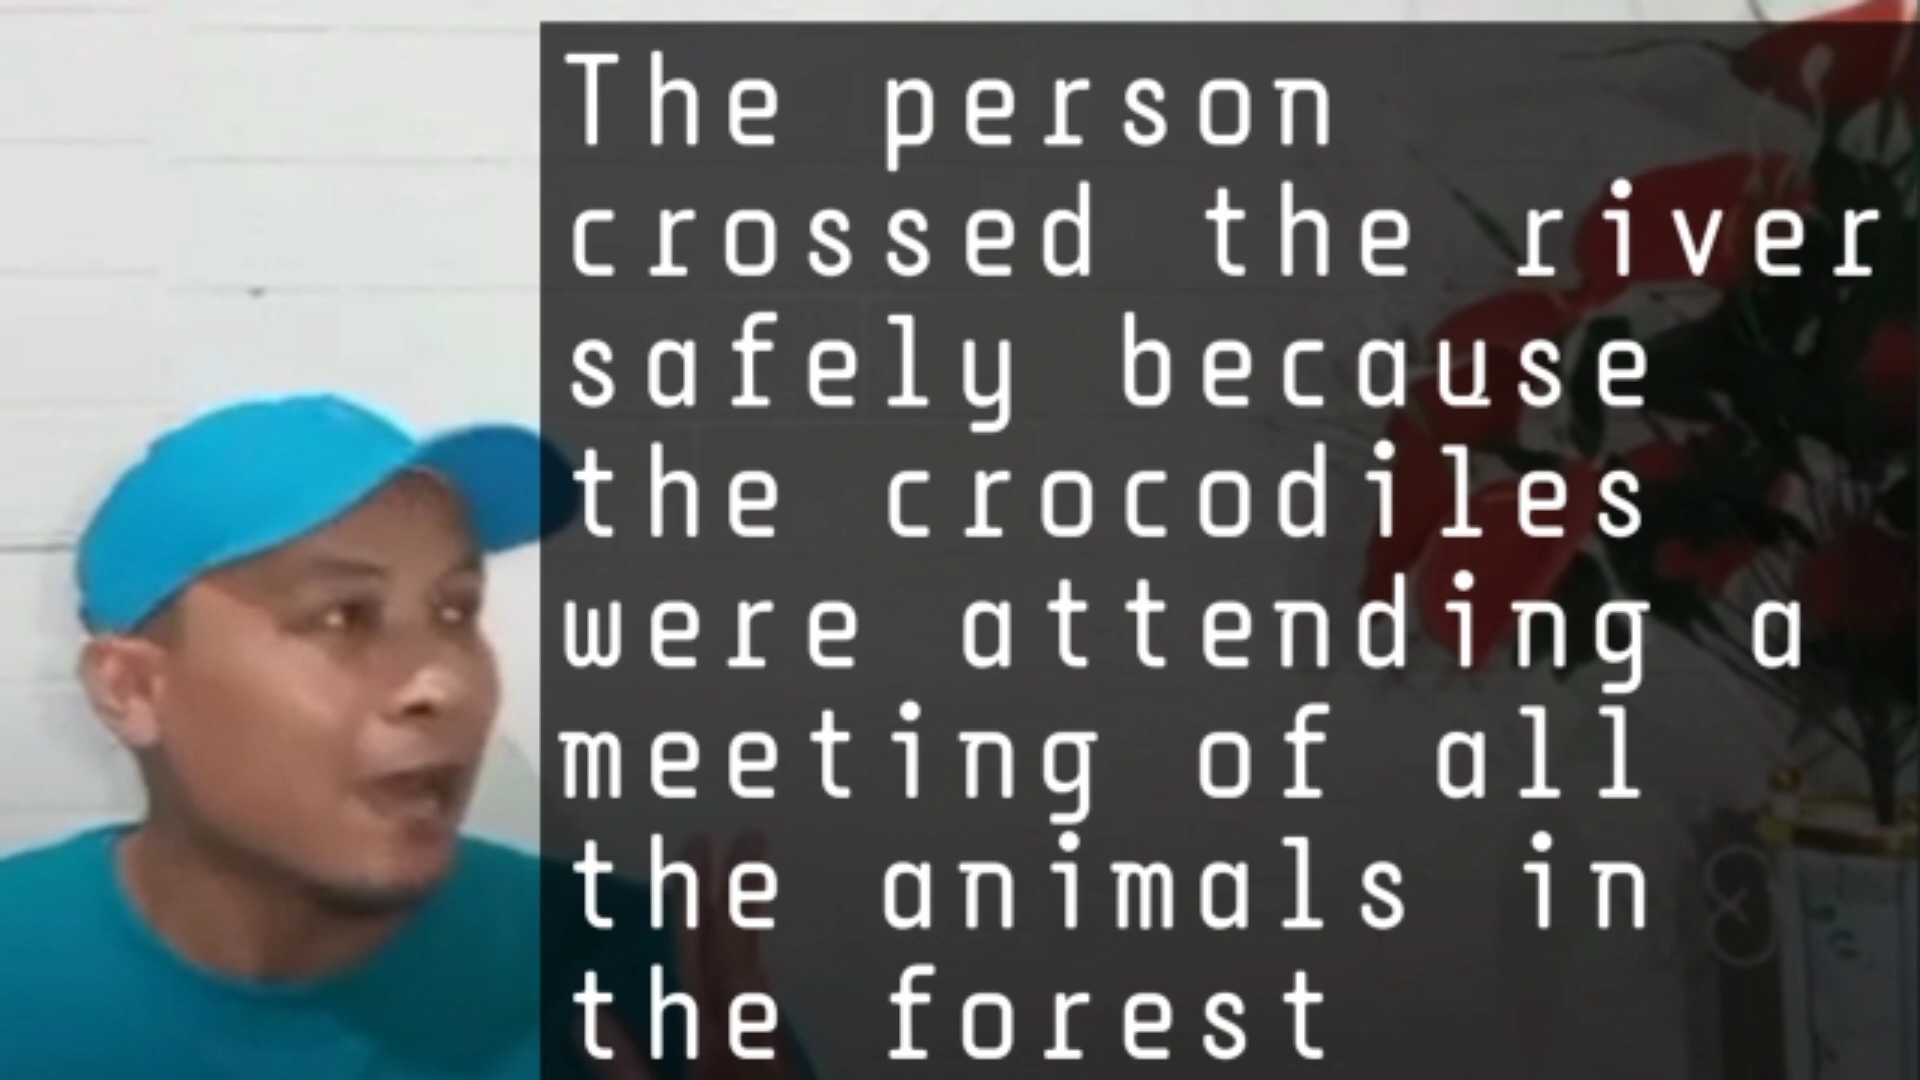 The person
crossed the river
safely because
the crocodiles
were attending a
meeting of all
the animals in
the forest